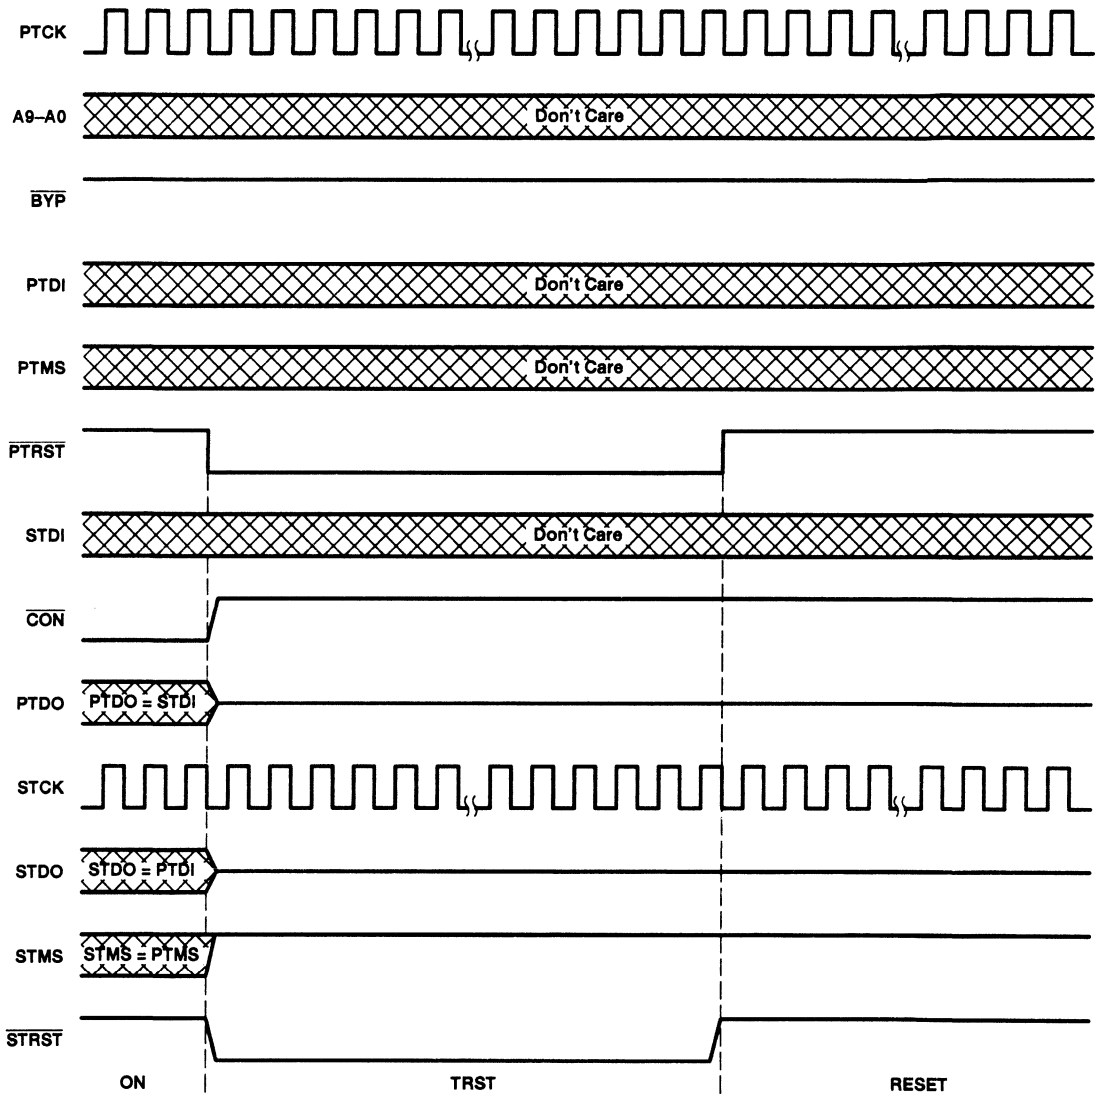 PTCK
A9–A0
Don't Care
BYP
PTDI
Don't Care
PTMS
Don't Care
PTRST
STDI
Don't Care
CON
PTDO
PTDO = STDI
STCK
STDO
STDO = PTDI
STMS
STMS = PTMS
STRST
ON
TRST
RESET